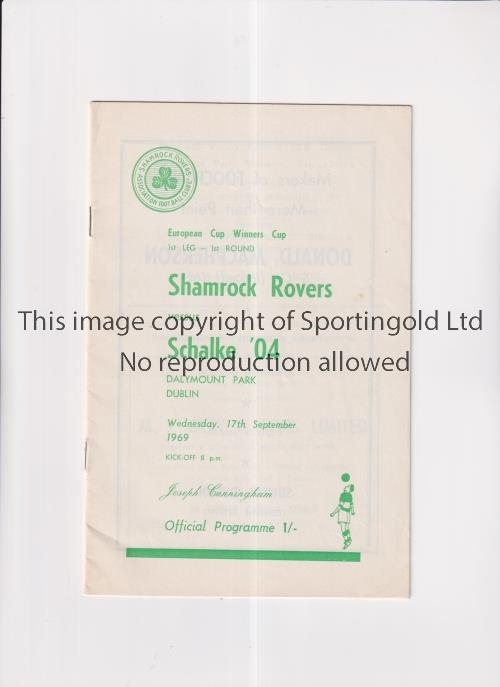 SHAMROCK ROVERS
ASSOCIATION FOOTBALL CLUB
European Cup Winners Cup
1st LEG — 1st ROUND
Shamrock Rovers
versus
This image copyright of Sportingold Ltd
Schalke '04
No reproduction allowed
DALYMOUNT PARK
DUBLIN
Wednesday, 17th September
1969
KICK-OFF 8 p.m.
Joseph Cunningham
Official Programme 1/-